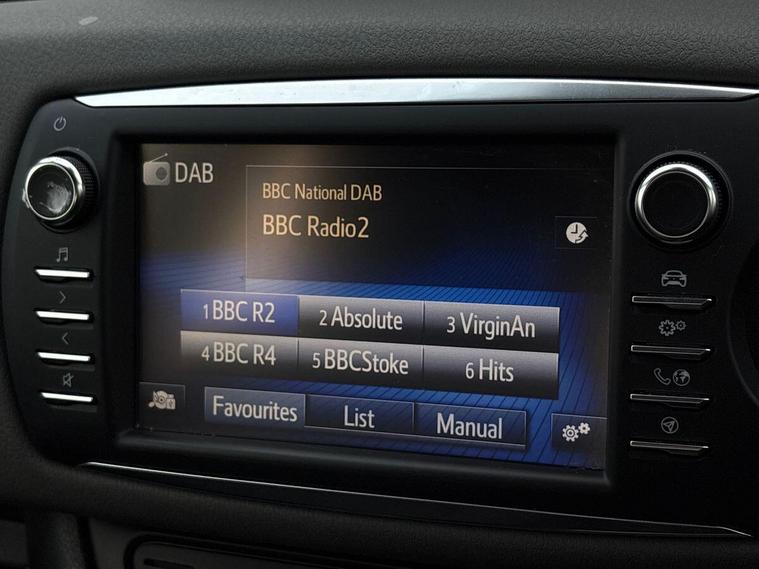 DAB
BBC National DAB
BBC Radio2
1 BBC R2 2 Absolute 3 VirginAn
4 BBC R4 5 BBCStoke 6 Hits
Favourites List Manual